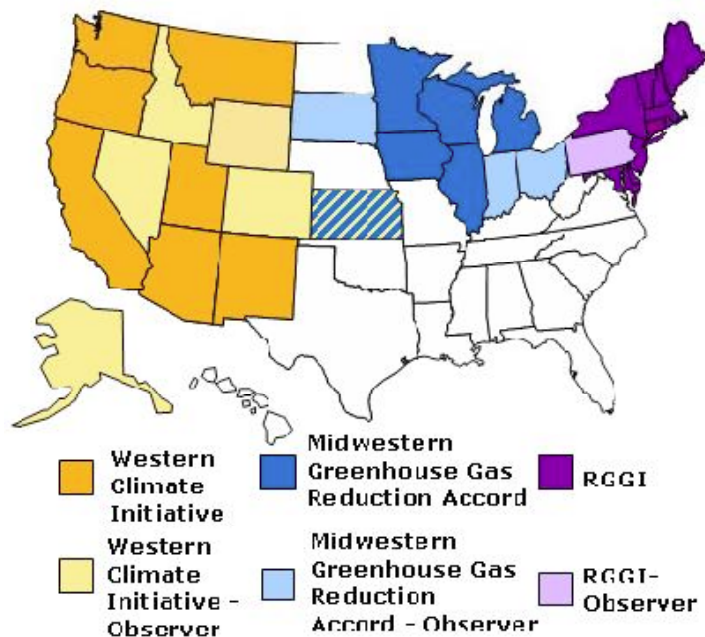 Western
Climate
Initiative
Midwestern
Greenhouse Gas
Reduction Accord
RGGI
Western
Climate
Initiative -
Observer
Midwestern
Greenhouse Gas
Reduction
Accord - Observer
RGGI-
Observer